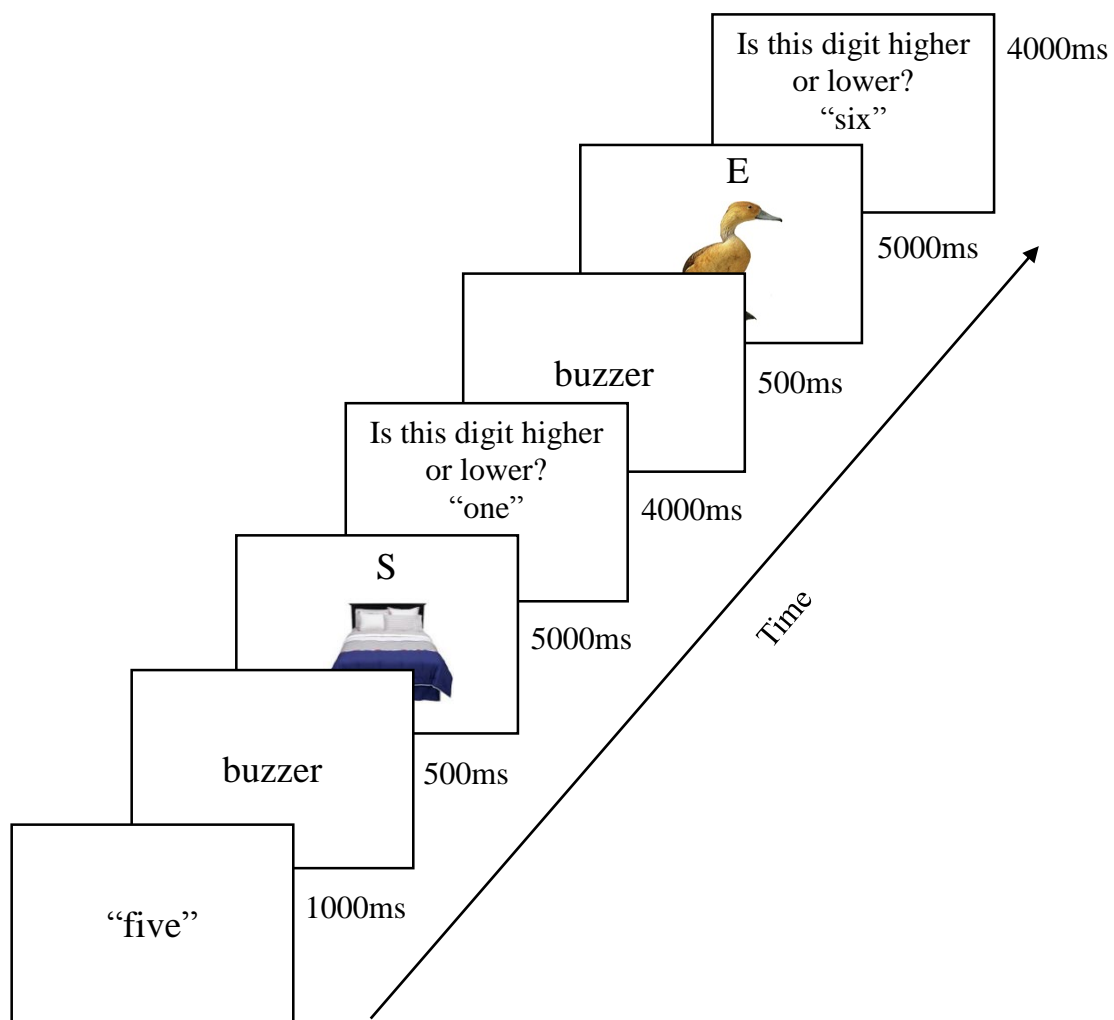 Is this digit higher
or lower?
“six”
4000ms
E
5000ms
buzzer
500ms
Is this digit higher
or lower?
“one”
4000ms
S
5000ms
Time
buzzer
500ms
“five”
1000ms